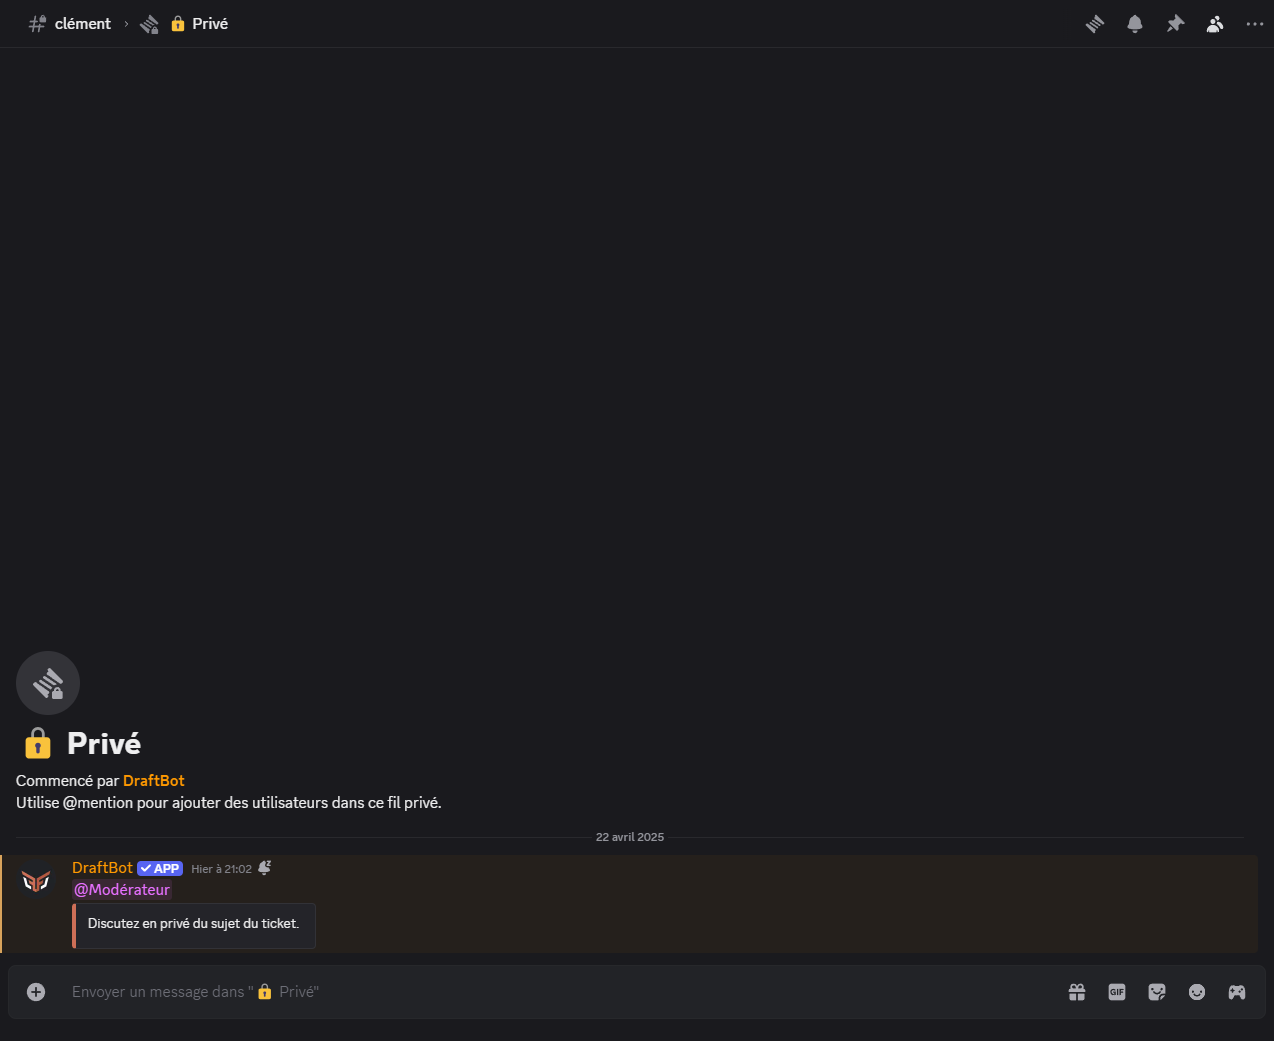 clément › 🔒 Privé
🔒 Privé
Commencé par DraftBot
Utilise @mention pour ajouter des utilisateurs dans ce fil privé.
22 avril 2025
DraftBot ✓ APP Hier à 21:02
@Modérateur
Discutez en privé du sujet du ticket.
Envoyer un message dans "🔒 Privé"
GIF